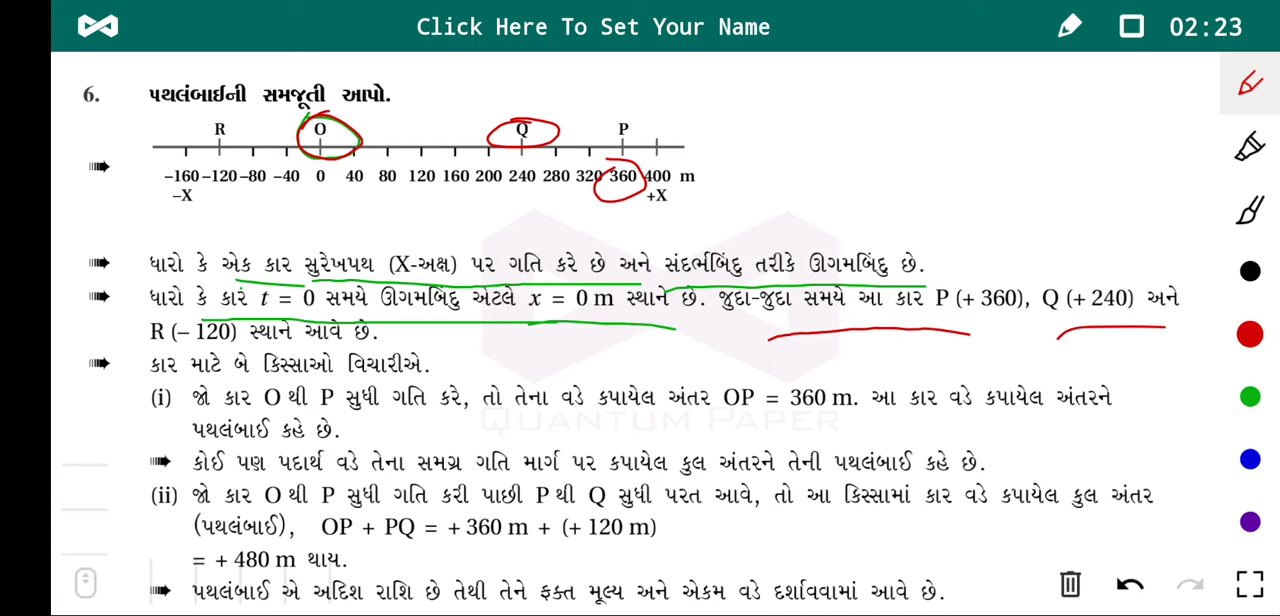 Click Here To Set Your Name
02:23
6. પથલંબાઈની સમજૂતી આપો.
R O Q P
–160 –120 –80 –40 0 40 80 120 160 200 240 280 320 360 400 m
–X +X
ધારો કે એક કાર સુરેખપથ (X-અક્ષ) પર ગતિ કરે છે અને સંદર્ભબિંદુ તરીકે ઊગમબિંદુ છે.
ધારો કે કાર t = 0 સમયે ઊગમબિંદુ એટલે x = 0 m સ્થાને છે. જુદા-જુદા સમયે આ કાર P (+ 360), Q (+ 240) અને
R (– 120) સ્થાને આવે છે.
કાર માટે બે કિસ્સાઓ વિચારીએ.
(i) જો કાર O થી P સુધી ગતિ કરે, તો તેના વડે કપાયેલ અંતર OP = 360 m. આ કાર વડે કપાયેલ અંતરને
પથલંબાઈ કહે છે.
QUANTUM PAPER
કોઈ પણ પદાર્થ વડે તેના સમગ્ર ગતિ માર્ગ પર કપાયેલ કુલ અંતરને તેની પથલંબાઈ કહે છે.
(ii) જો કાર O થી P સુધી ગતિ કરી પાછી P થી Q સુધી પરત આવે, તો આ કિસ્સામાં કાર વડે કપાયેલ કુલ અંતર
(પથલંબાઈ), OP + PQ = + 360 m + (+ 120 m)
= + 480 m થાય.
પથલંબાઈ એ અદિશ રાશિ છે તેથી તેને ફક્ત મૂલ્ય અને એકમ વડે દર્શાવવામાં આવે છે.